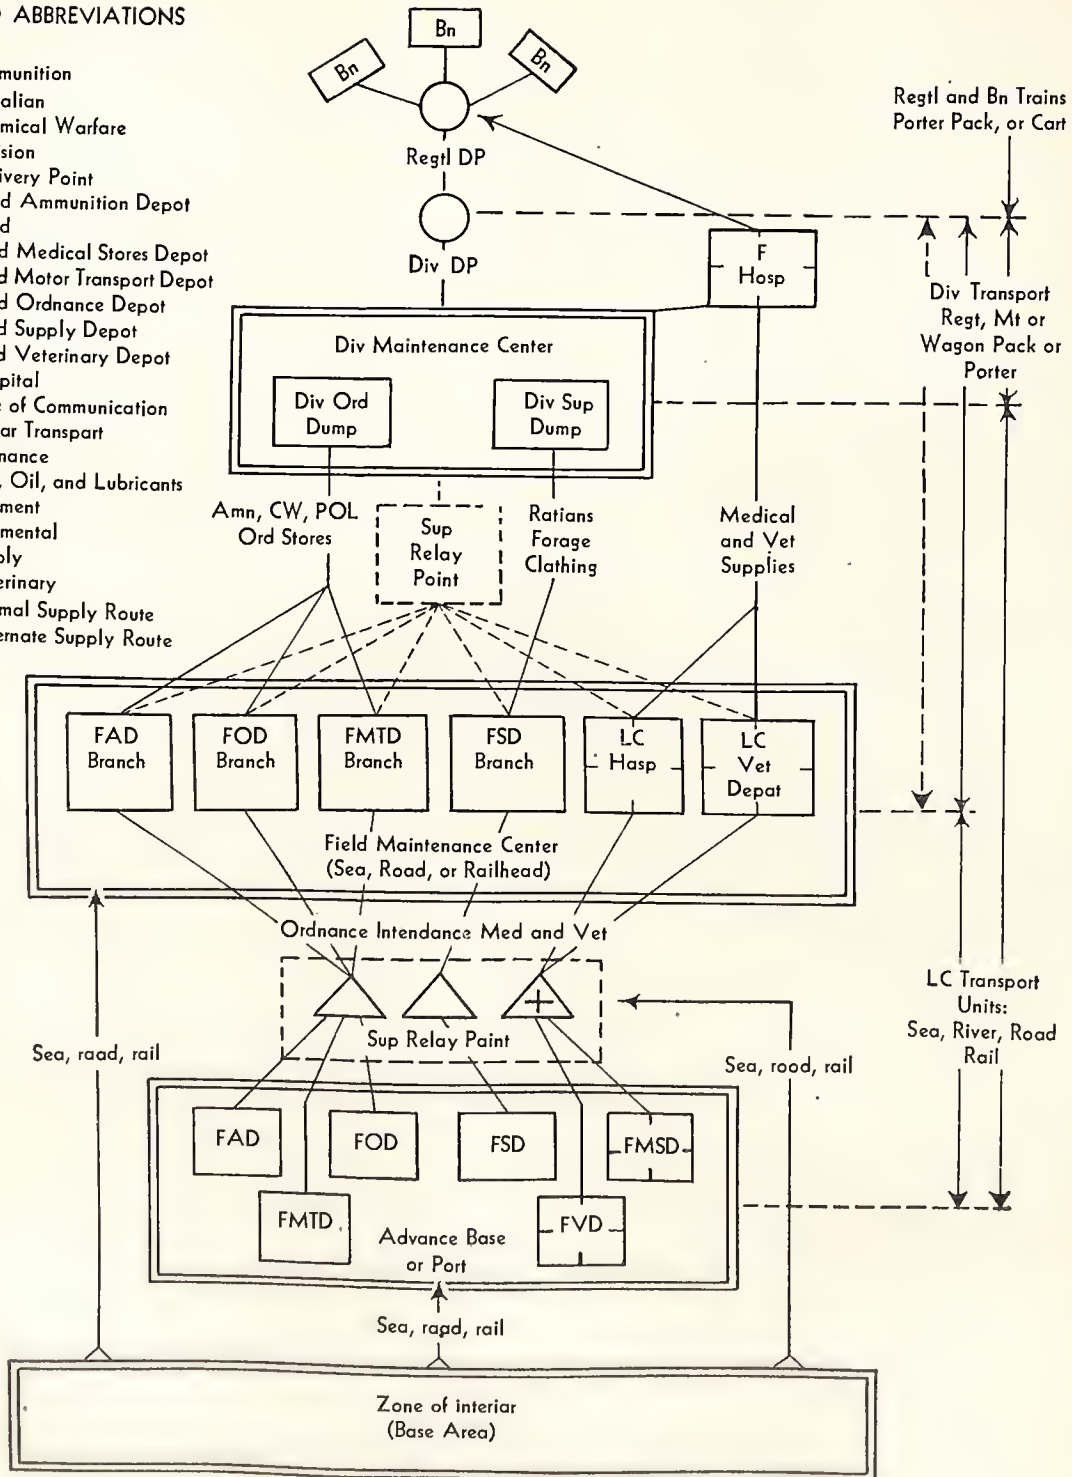 ABBREVIATIONS
munition
alian
mical Warfare
sion
ivery Point
d Ammunition Depot
d
d Medical Stores Depot
d Motor Transport Depot
d Ordnance Depot
d Supply Depot
d Veterinary Depot
pital
e of Communication
ar Transpart
nance
, Oil, and Lubricants
ment
mental
ply
erinary
mal Supply Route
ernate Supply Route
Bn
Bn
Bn
Regtl DP
Div DP
Regtl and Bn Trains
Porter Pack, or Cart
F
Hosp
Div Transport
Regt, Mt or
Wagon Pack or
Porter
Div Maintenance Center
Div Ord
Dump
Div Sup
Dump
Amn, CW, POL
Ord Stores
Sup
Relay
Point
Ratians
Forage
Clathing
Medical
and Vet
Supplies
FAD
Branch
FOD
Branch
FMTD
Branch
FSD
Branch
LC
Hasp
LC
Vet
Depat
Field Maintenance Center
(Sea, Road, or Railhead)
Ordnance Intendance Med and Vet
Sup Relay Paint
Sea, raad, rail
Sea, rood, rail
LC Transport
Units:
Sea, River, Road
Rail
FAD
FOD
FSD
FMSD
FMTD
FVD
Advance Base
or Port
Sea, raad, rail
Zone of interiar
(Base Area)